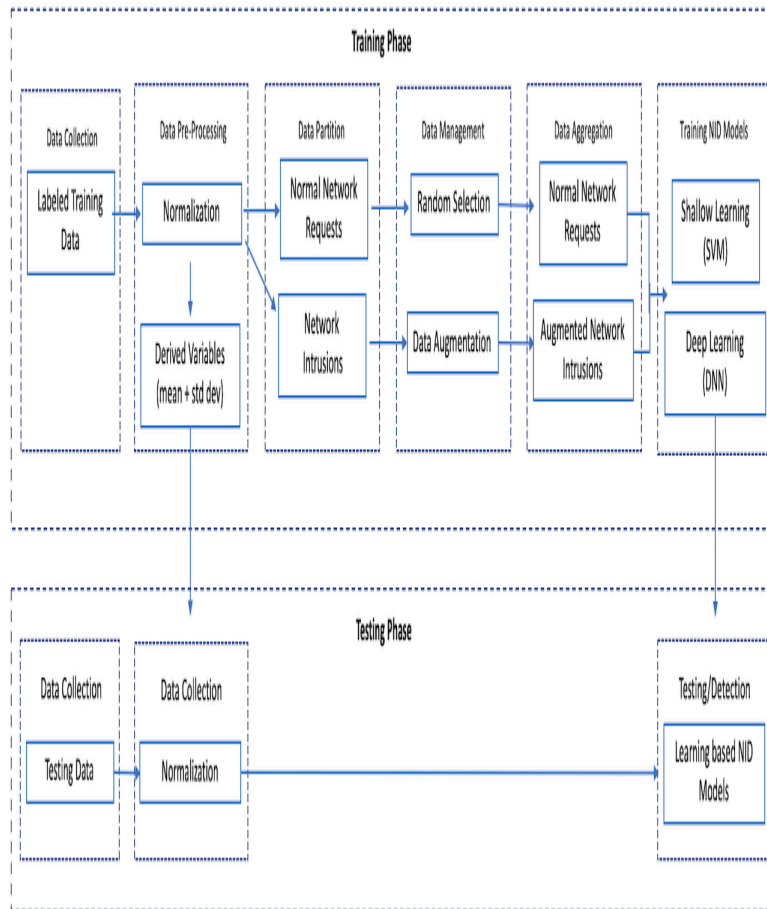 Training Phase
Data Collection
Labeled Training
Data
Data Pre-Processing
Normalization
Derived Variables
(mean + std dev)
Data Partition
Normal Network
Requests
Network
Intrusions
Data Management
Random Selection
Data Augmentation
Data Aggregation
Normal Network
Requests
Augmented Network
Intrusions
Training NID Models
Shallow Learning
(SVM)
Deep Learning
(DNN)
Testing Phase
Data Collection
Testing Data
Data Collection
Normalization
Testing/Detection
Learning based NID
Models